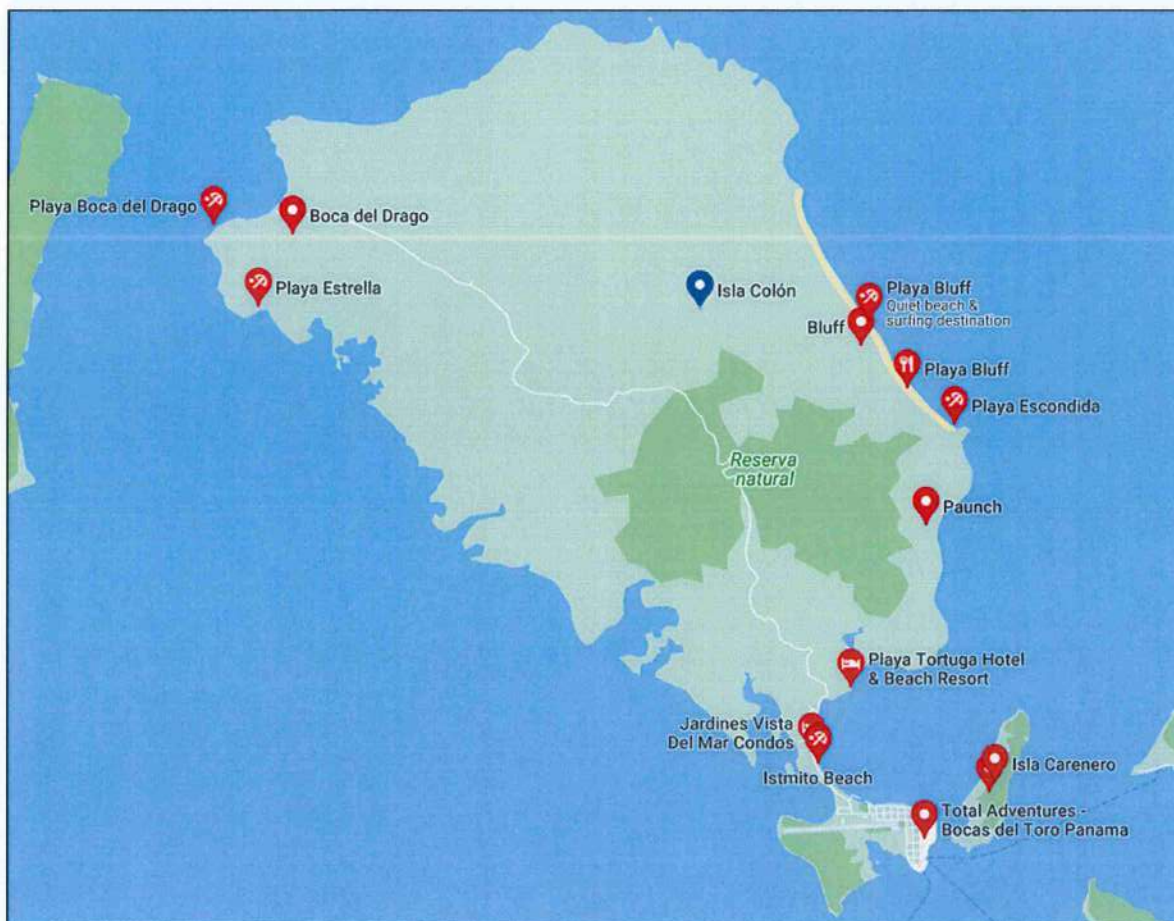 Playa Boca del Drago
Boca del Drago
Playa Estrella
Isla Colón
Playa Bluff
Quiet beach &
surfing destination
Bluff
Playa Bluff
Playa Escondida
Reserva
natural
Paunch
Playa Tortuga Hotel
& Beach Resort
Jardines Vista
Del Mar Condos
Istmito Beach
Isla Carenero
Total Adventures -
Bocas del Toro Panama